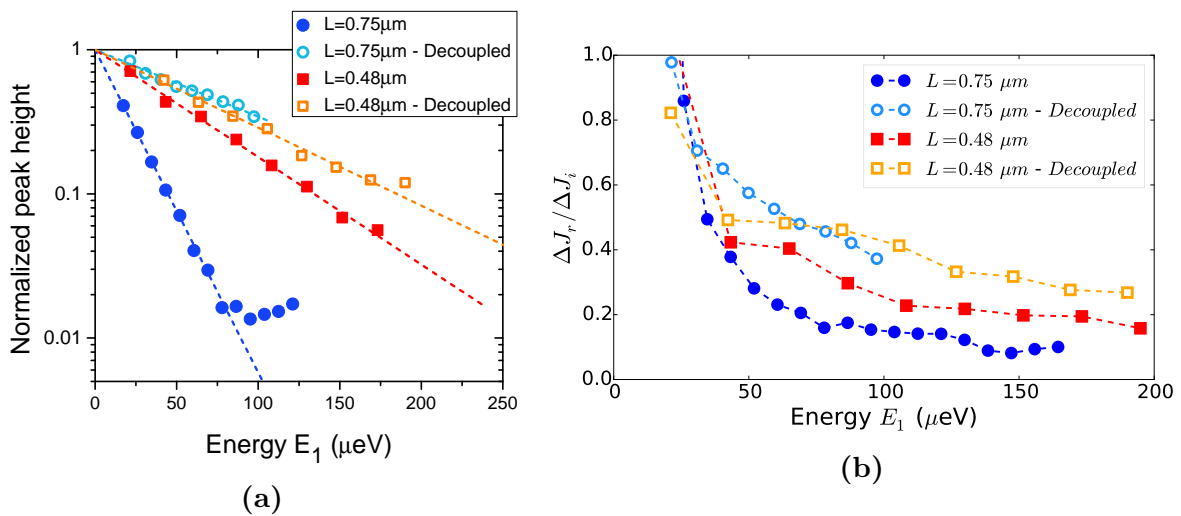 L=0.75μm
L=0.75μm - Decoupled
L=0.48μm
L=0.48μm - Decoupled
1
0.1
0.01
Normalized peak height
0 50 100 150 200 250
Energy E1 (μeV)
(a)
1.0
0.8
0.6
0.4
0.2
0.0
ΔJr/ΔJi
L=0.75 μm
L=0.75 μm - Decoupled
L=0.48 μm
L=0.48 μm - Decoupled
0 50 100 150 200
Energy E1 (μeV)
(b)